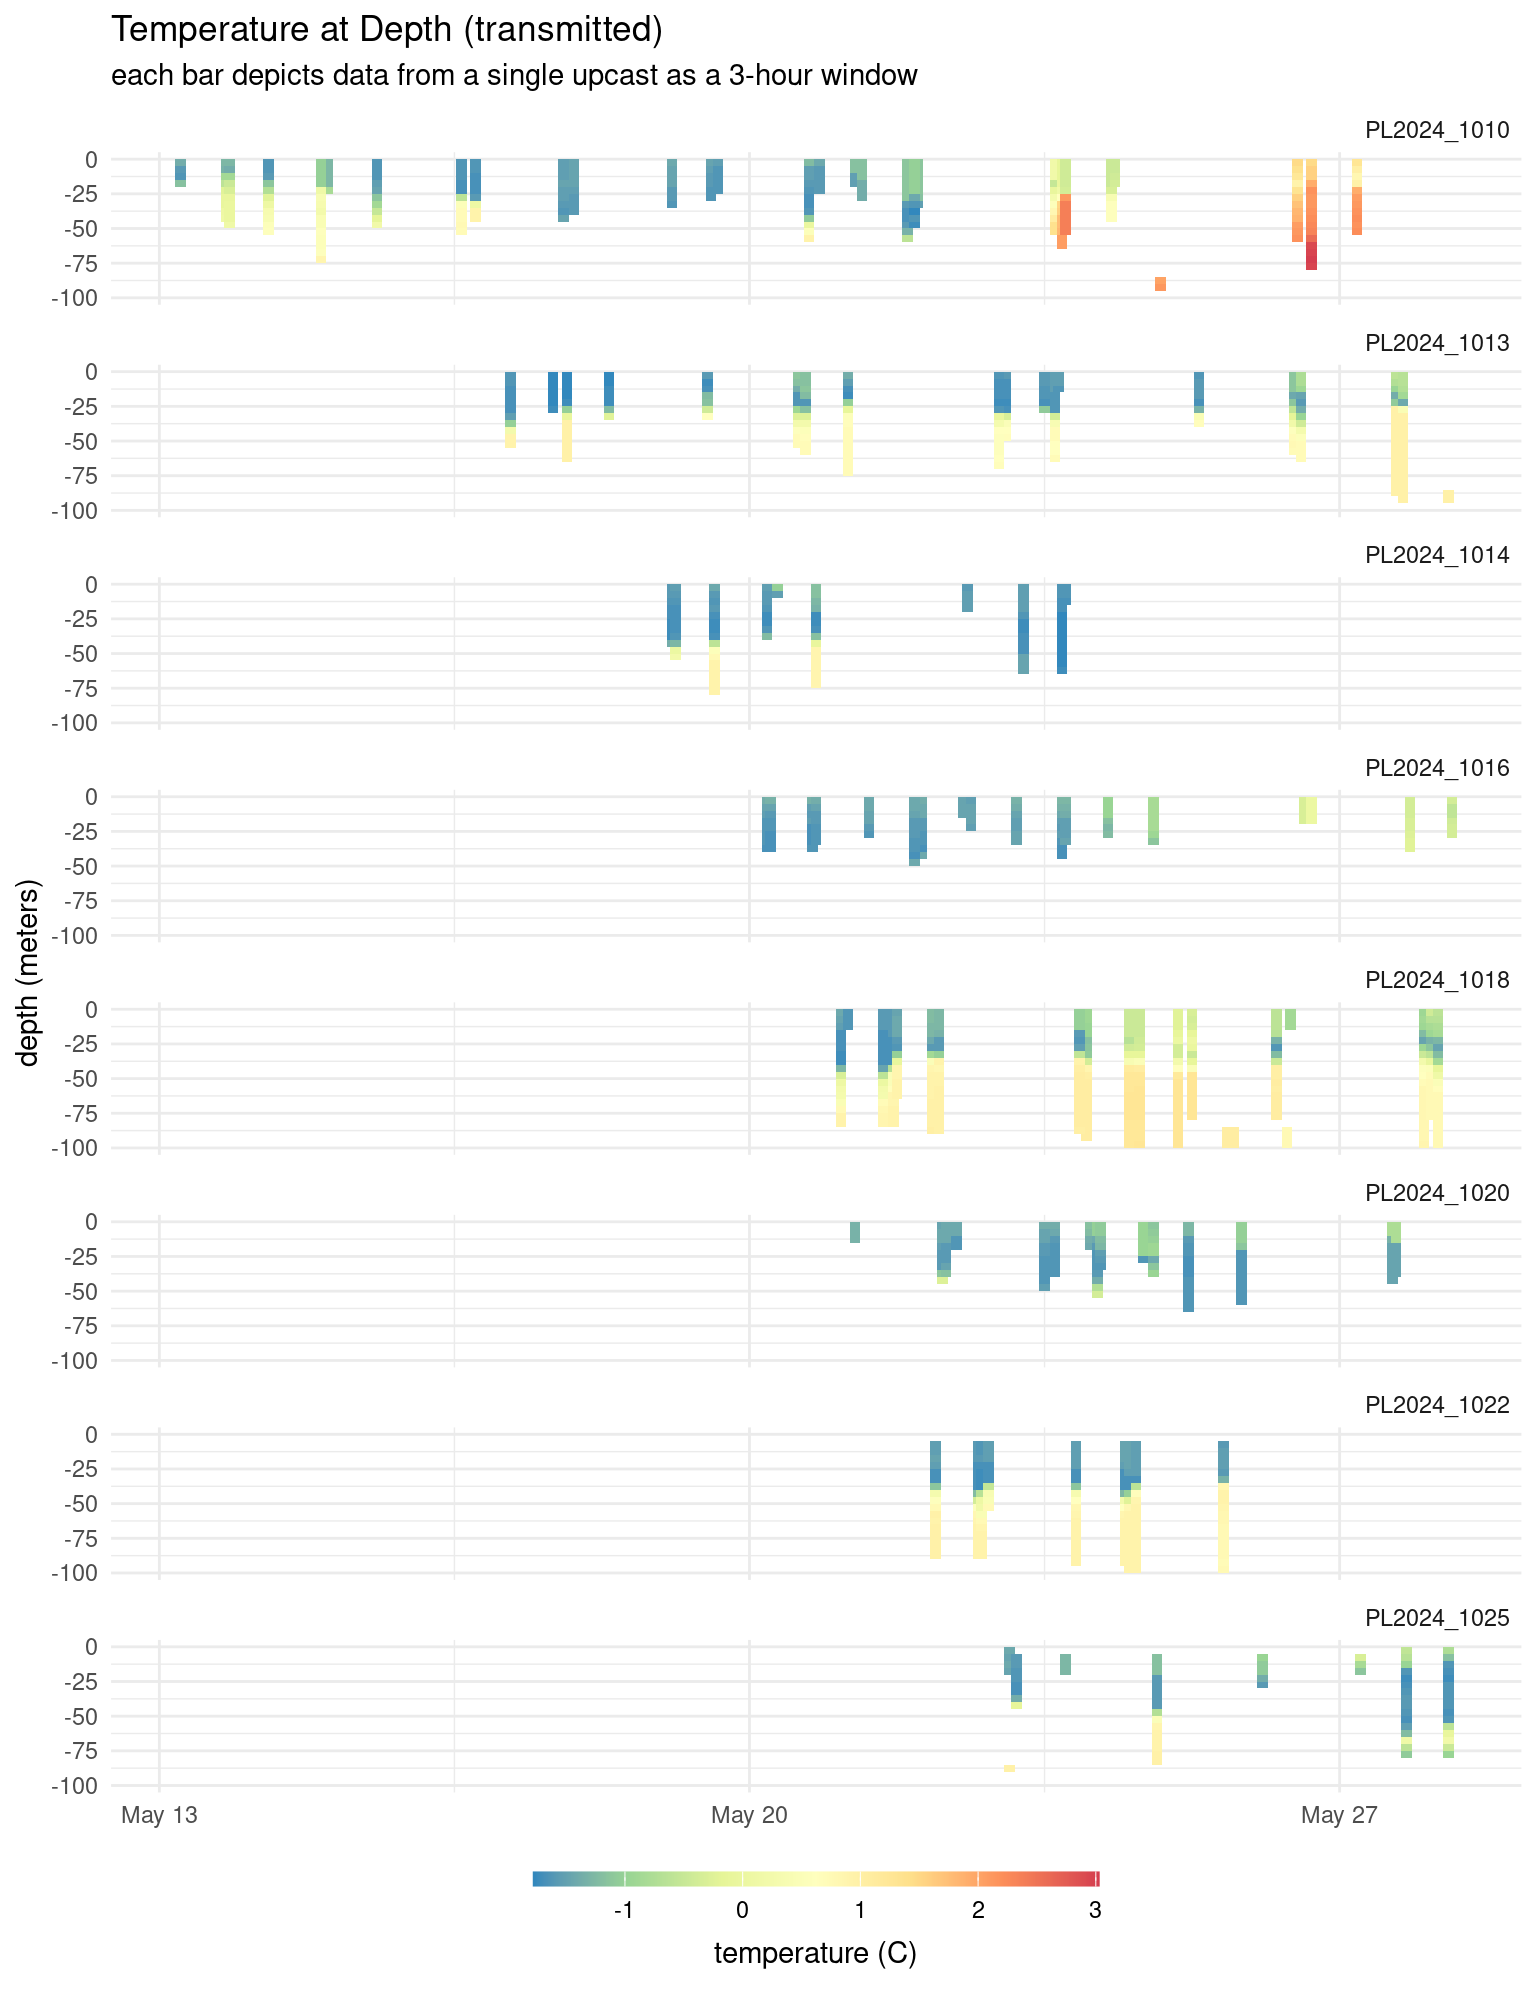 Temperature at Depth (transmitted)
each bar depicts data from a single upcast as a 3-hour window
PL2024_1010
0
-25
-50
-75
-100
PL2024_1013
0
-25
-50
-75
-100
PL2024_1014
0
-25
-50
-75
-100
PL2024_1016
0
-25
-50
-75
-100
depth (meters)
PL2024_1018
0
-25
-50
-75
-100
PL2024_1020
0
-25
-50
-75
-100
PL2024_1022
0
-25
-50
-75
-100
PL2024_1025
0
-25
-50
-75
-100
May 13 May 20 May 27
-1 0 1 2 3
temperature (C)